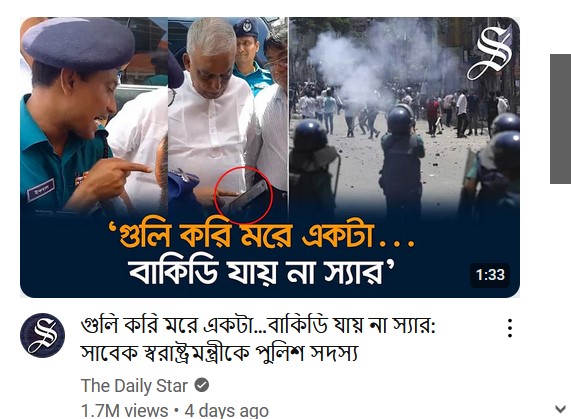 ‘গুলি করি মরে একটা...
বাকিডি যায় না স্যার’
1:33
গুলি করি মরে একটা...বাকিডি যায় না স্যার:
সাবেক স্বরাষ্ট্রমন্ত্রীকে পুলিশ সদস্য
The Daily Star
1.7M views • 4 days ago